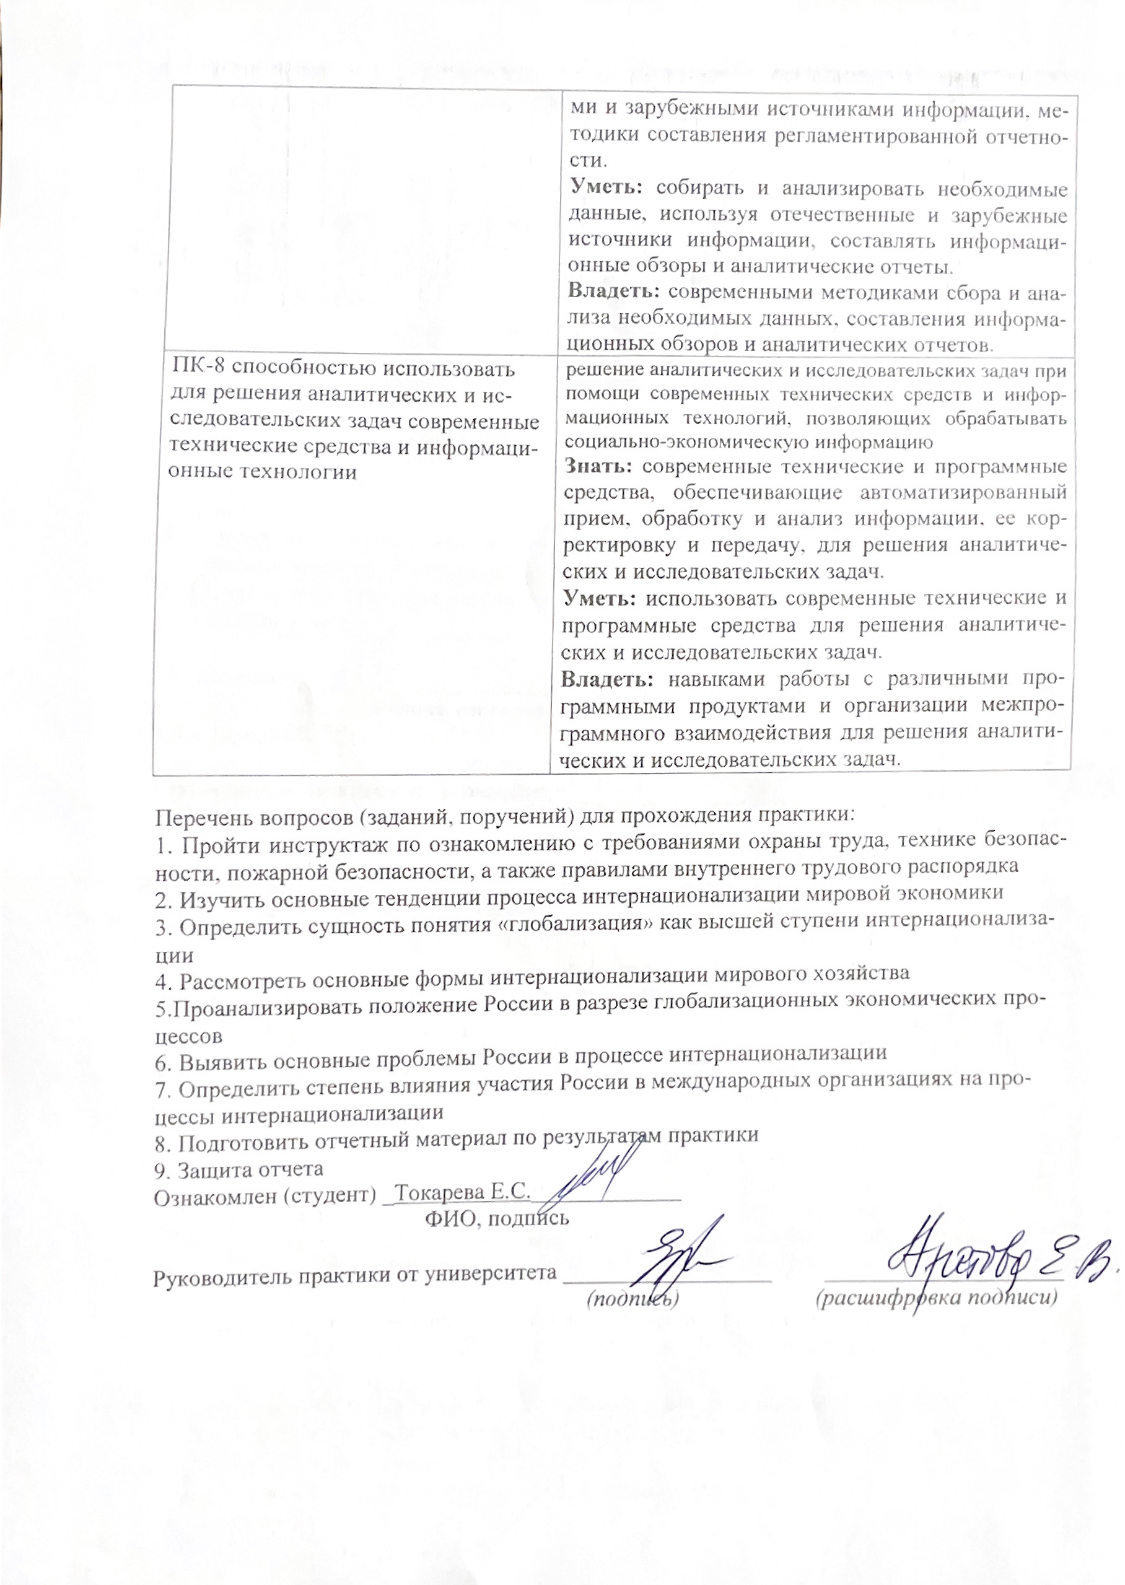 ми и зарубежными источниками информации, ме-
тодики составления регламентированной отчетно-
сти.
Уметь: собирать и анализировать необходимые
данные, используя отечественные и зарубежные
источники информации, составлять информаци-
онные обзоры и аналитические отчеты.
Владеть: современными методиками сбора и ана-
лиза необходимых данных, составления информа-
ционных обзоров и аналитических отчетов.
ПК-8 способностью использовать
для решения аналитических и ис-
следовательских задач современные
технические средства и информаци-
онные технологии
решение аналитических и исследовательских задач при
помощи современных технических средств и инфор-
мационных технологий, позволяющих обрабатывать
социально-экономическую информацию
Знать: современные технические и программные
средства, обеспечивающие автоматизированный
прием, обработку и анализ информации, ее кор-
ректировку и передачу, для решения аналитиче-
ских и исследовательских задач.
Уметь: использовать современные технические и
программные средства для решения аналитиче-
ских и исследовательских задач.
Владеть: навыками работы с различными про-
граммными продуктами и организации межпро-
граммного взаимодействия для решения аналити-
ческих и исследовательских задач.
Перечень вопросов (заданий, поручений) для прохождения практики:
1. Пройти инструктаж по ознакомлению с требованиями охраны труда, технике безопас-
ности, пожарной безопасности, а также правилами внутреннего трудового распорядка
2. Изучить основные тенденции процесса интернационализации мировой экономики
3. Определить сущность понятия «глобализация» как высшей ступени интернационализа-
ции
4. Рассмотреть основные формы интернационализации мирового хозяйства
5.Проанализировать положение России в разрезе глобализационных экономических про-
цессов
6. Выявить основные проблемы России в процессе интернационализации
7. Определить степень влияния участия России в международных организациях на про-
цессы интернационализации
8. Подготовить отчетный материал по результатам практики
9. Защита отчета
Ознакомлен (студент) _Токарева Е.С.
ФИО, подпись
Руководитель практики от университета
Е.В.
(подпись) (расшифровка подписи)